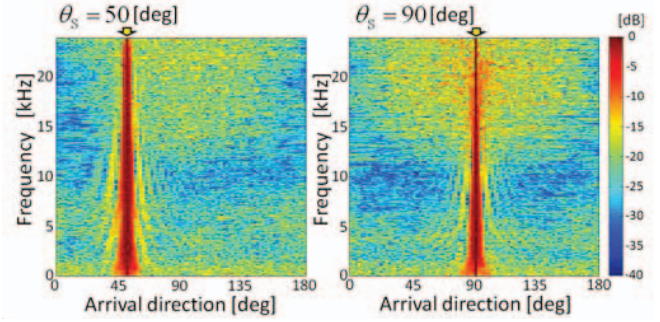 θ_S = 50 [deg]
θ_S = 90 [deg]
[dB]
Frequency [kHz]
20
15
10
5
0
0 45 90 135 180
Arrival direction [deg]
Frequency [kHz]
20
15
10
5
0
0 45 90 135 180
Arrival direction [deg]
0
-5
-10
-15
-20
-25
-30
-35
-40